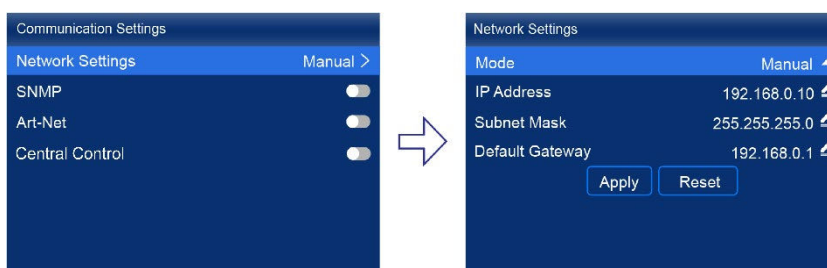 Communication Settings
Network Settings Manual >
SNMP
Art-Net
Central Control
Network Settings
Mode Manual
IP Address 192.168.0.10
Subnet Mask 255.255.255.0
Default Gateway 192.168.0.1
Apply Reset